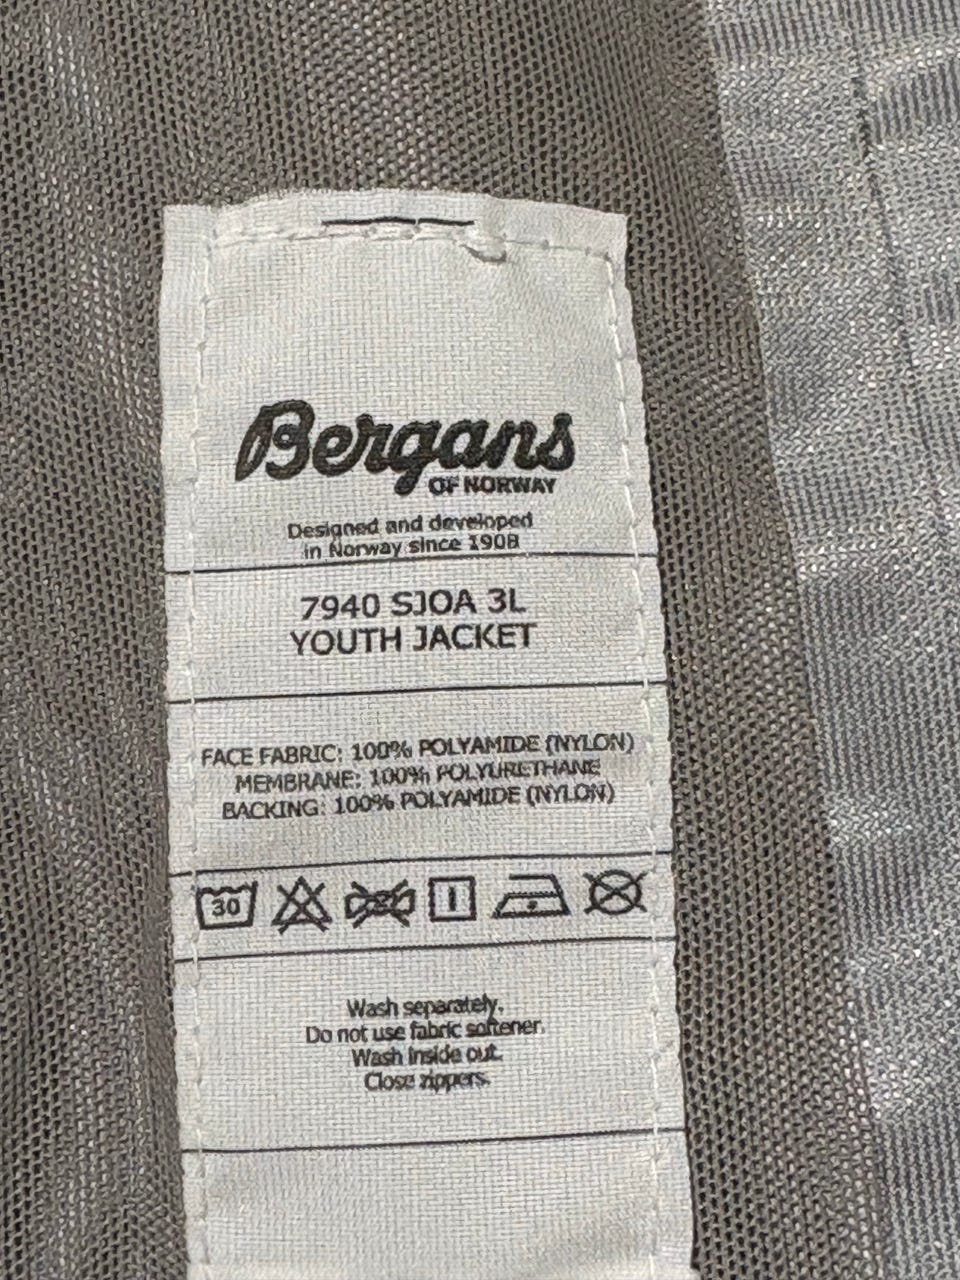 Bergans
OF NORWAY
Designed and developed
in Norway since 1908
7940 SJOA 3L
YOUTH JACKET
FACE FABRIC: 100% POLYAMIDE (NYLON)
MEMBRANE: 100% POLYURETHANE
BACKING: 100% POLYAMIDE (NYLON)
30
Wash separately.
Do not use fabric softener.
Wash inside out.
Close zippers.